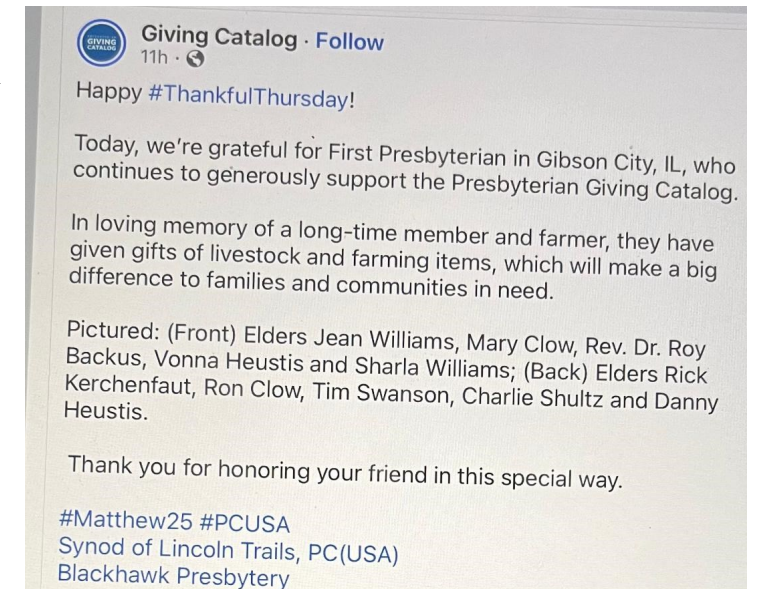 GIVING
CATALOG
Giving Catalog · Follow
11h ·
Happy #ThankfulThursday!
Today, we're grateful for First Presbyterian in Gibson City, IL, who
continues to generously support the Presbyterian Giving Catalog.
In loving memory of a long-time member and farmer, they have
given gifts of livestock and farming items, which will make a big
difference to families and communities in need.
Pictured: (Front) Elders Jean Williams, Mary Clow, Rev. Dr. Roy
Backus, Vonna Heustis and Sharla Williams; (Back) Elders Rick
Kerchenfaut, Ron Clow, Tim Swanson, Charlie Shultz and Danny
Heustis.
Thank you for honoring your friend in this special way.
#Matthew25 #PCUSA
Synod of Lincoln Trails, PC(USA)
Blackhawk Presbytery